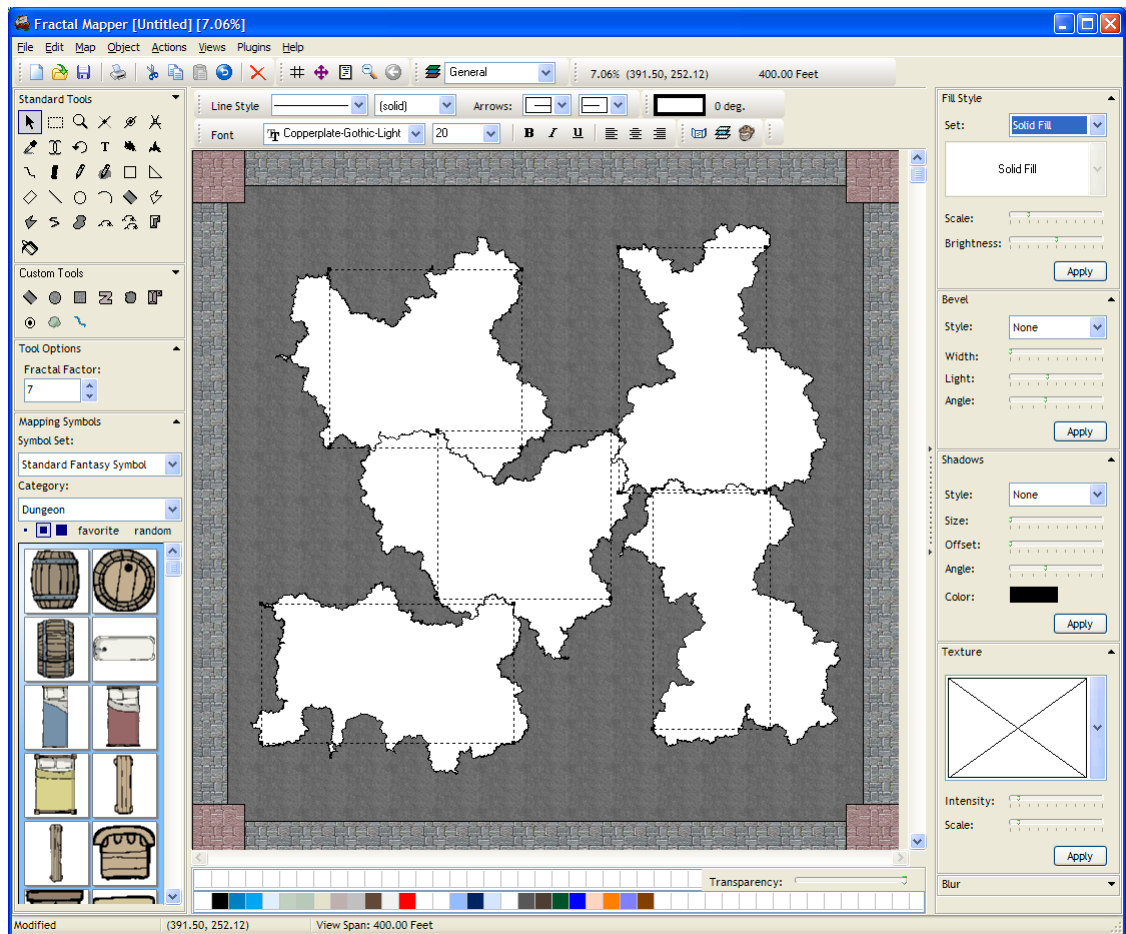 Fractal Mapper [Untitled] [7.06%]
File Edit Map Object Actions Views Plugins Help
General
7.06% (391.50, 252.12) 400.00 Feet
Standard Tools
Line Style (solid) Arrows: 0 deg.
Font Copperplate-Gothic-Light 20 B I U
T
Custom Tools
Tool Options
Fractal Factor:
7
Mapping Symbols
Symbol Set:
Standard Fantasy Symbol
Category:
Dungeon
favorite random
Fill Style
Set: Solid Fill
Solid Fill
Scale:
Brightness:
Apply
Bevel
Style: None
Width:
Light:
Angle:
Apply
Shadows
Style: None
Size:
Offset:
Angle:
Color:
Apply
Texture
Intensity:
Scale:
Apply
Blur
Transparency:
Modified (391.50, 252.12) View Span: 400.00 Feet